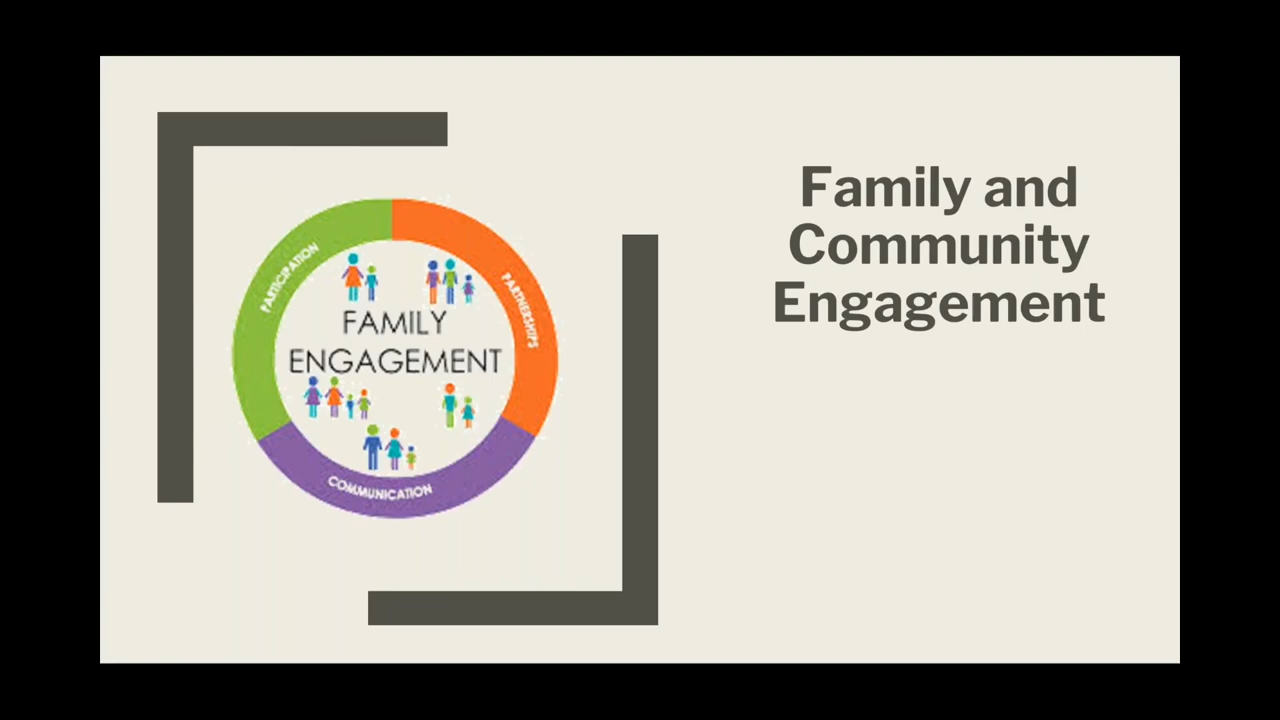 PARTICIPATION
PARTNERSHIPS
FAMILY
ENGAGEMENT
COMMUNICATION
Family and
Community
Engagement